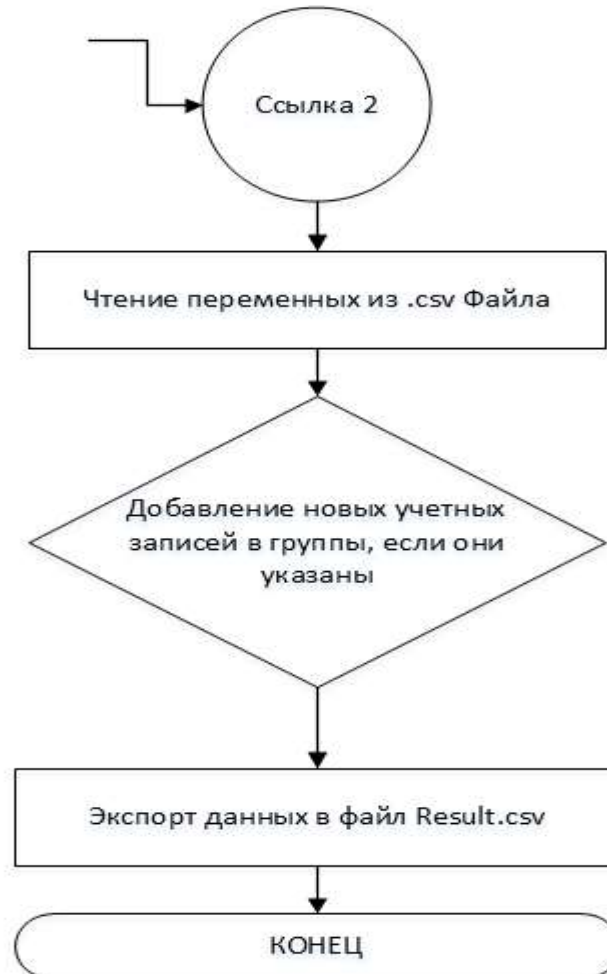 Ссылка 2
Чтение переменных из .csv Файла
Добавление новых учетных
записей в группы, если они
указаны
Экспорт данных в файл Result.csv
КОНЕЦ